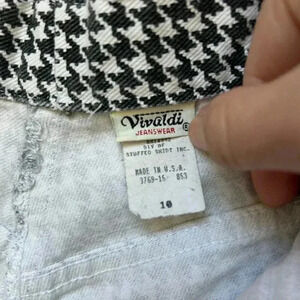 Vivaldi ®
JEANSWEAR
DIV OF
STUFFED SHIRT INC.
MADE IN U.S.A.
3769-15 853
10